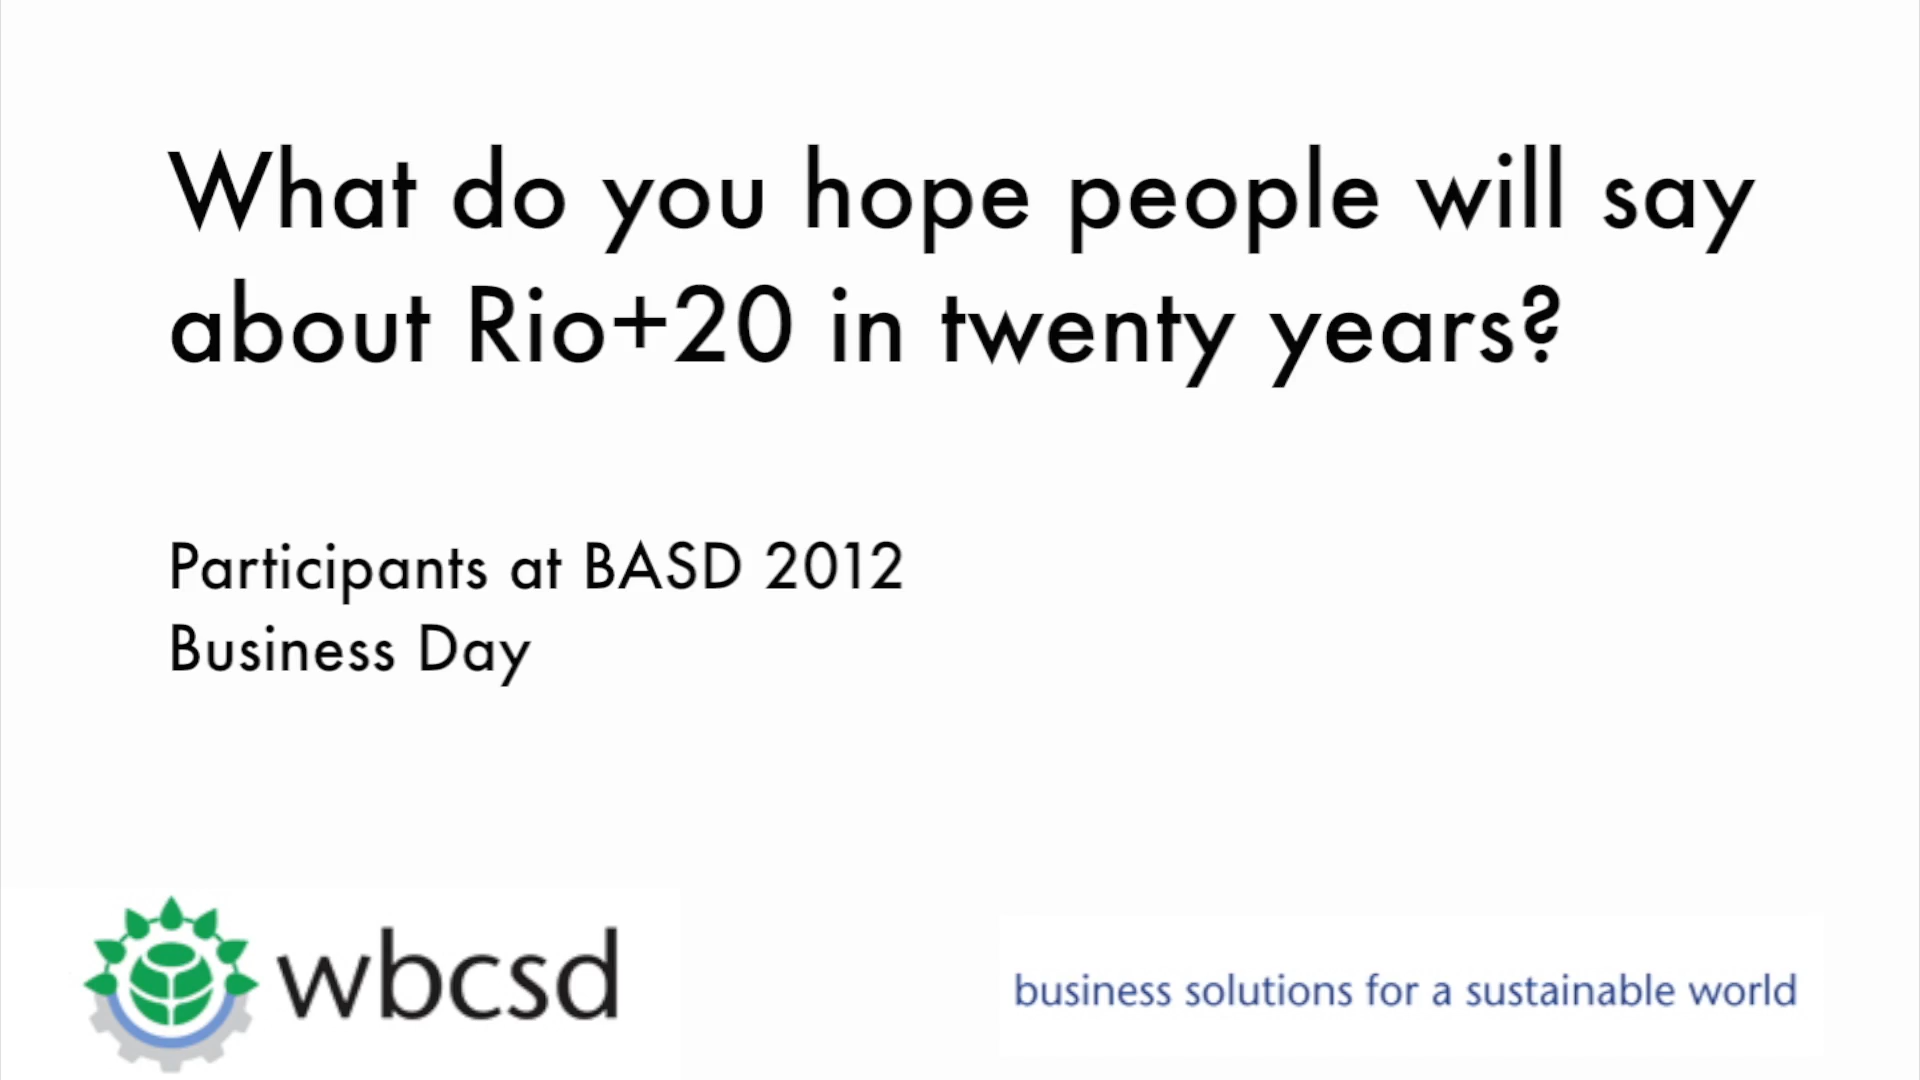 What do you hope people will say
about Rio+20 in twenty years?
Participants at BASD 2012
Business Day
wbcsd
business solutions for a sustainable world